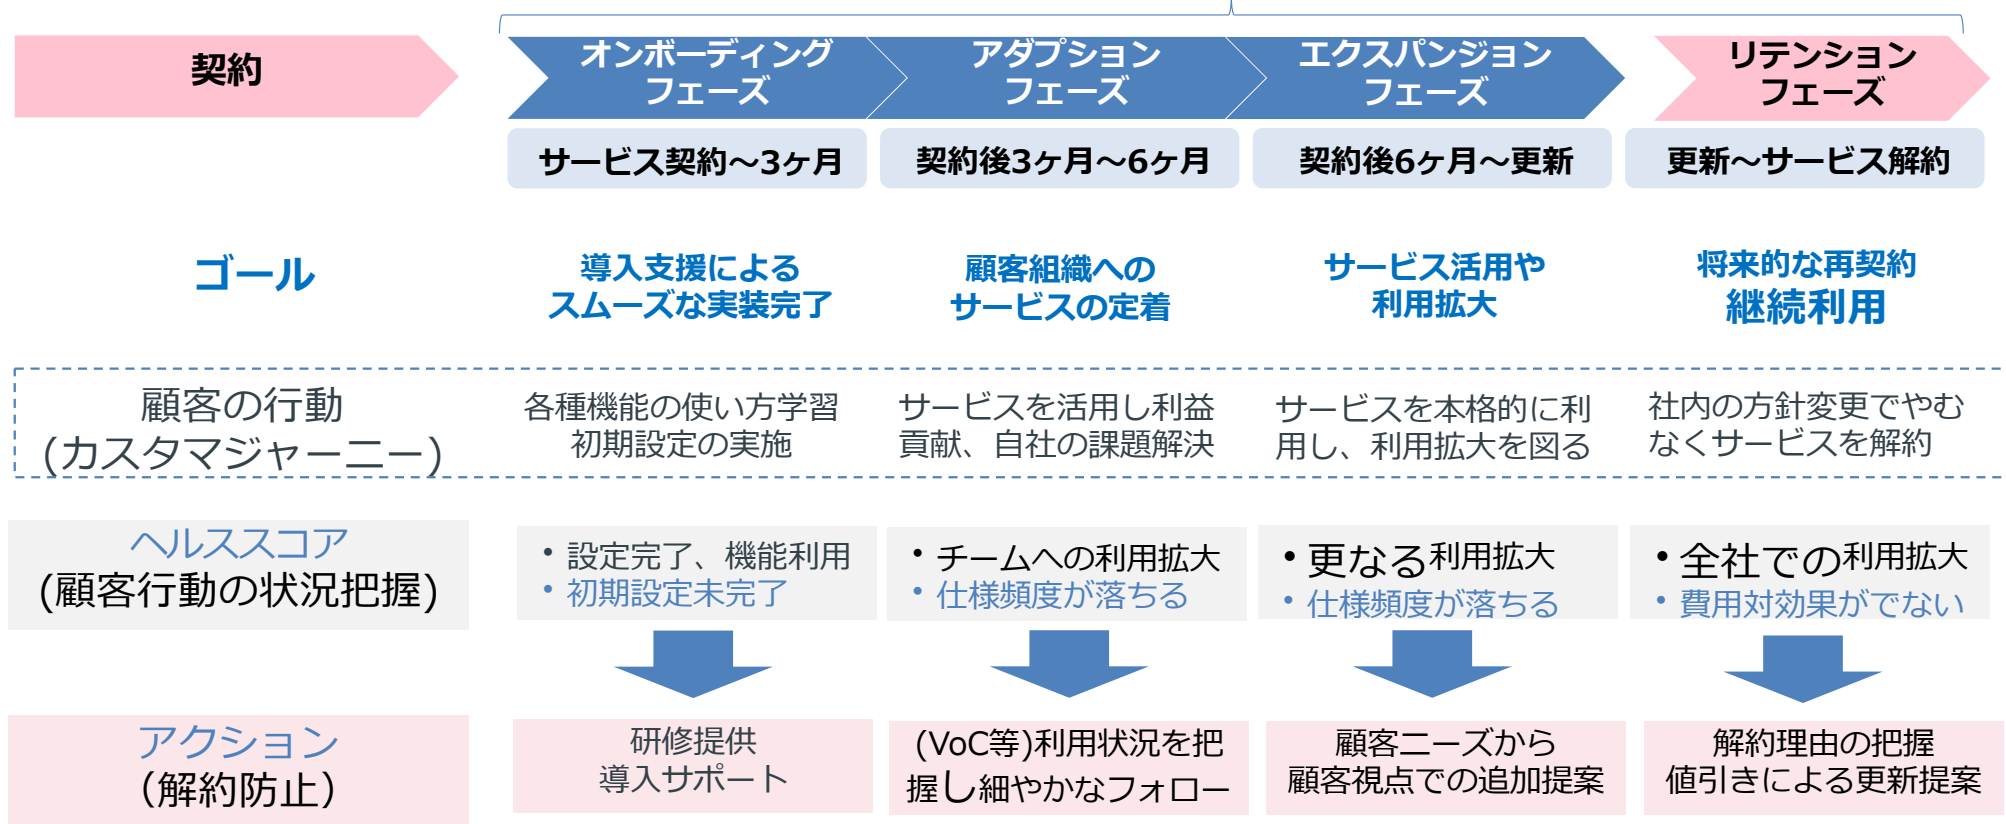 契約
オンボーディング
フェーズ
アダプション
フェーズ
エクスパンジョン
フェーズ
リテンション
フェーズ
サービス契約～3ヶ月
契約後3ヶ月～6ヶ月
契約後6ヶ月～更新
更新～サービス解約
ゴール
導入支援による
スムーズな実装完了
顧客組織への
サービスの定着
サービス活用や
利用拡大
将来的な再契約
継続利用
顧客の行動
(カスタマジャーニー)
各種機能の使い方学習
初期設定の実施
サービスを活用し利益
貢献、自社の課題解決
サービスを本格的に利
用し、利用拡大を図る
社内の方針変更でやむ
なくサービスを解約
ヘルススコア
(顧客行動の状況把握)
・設定完了、機能利用
・初期設定未完了
・チームへの利用拡大
・仕様頻度が落ちる
・更なる利用拡大
・仕様頻度が落ちる
・全社での利用拡大
・費用対効果がでない
アクション
（解約防止）
研修提供
導入サポート
(VoC等)利用状況を把
握し細やかなフォロー
顧客ニーズから
顧客視点での追加提案
解約理由の把握
値引きによる更新提案